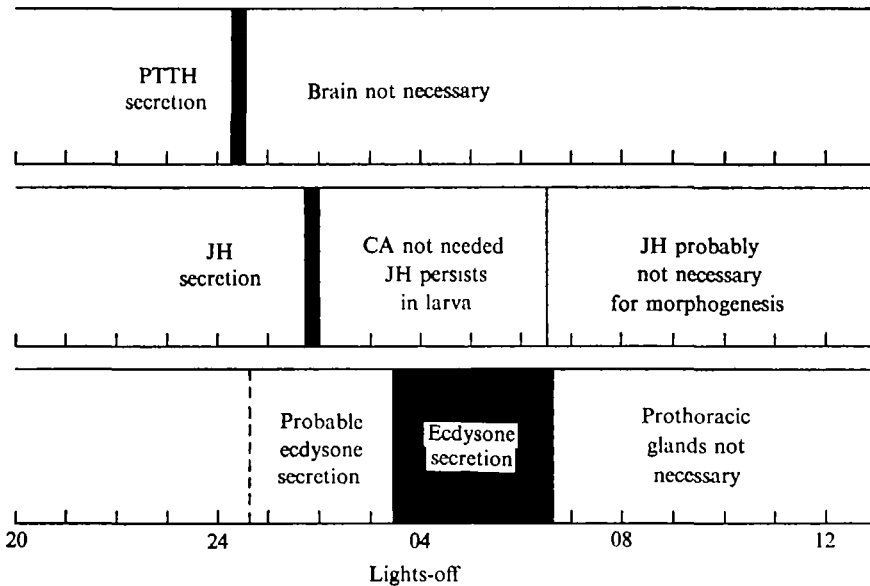 PTTH
secretion
Brain not necessary
JH
secretion
CA not needed
JH persists
in larva
JH probably
not necessary
for morphogenesis
Probable
ecdysone
secretion
Ecdysone
secretion
Prothoracic
glands not
necessary
20 24 04 08 12
Lights-off